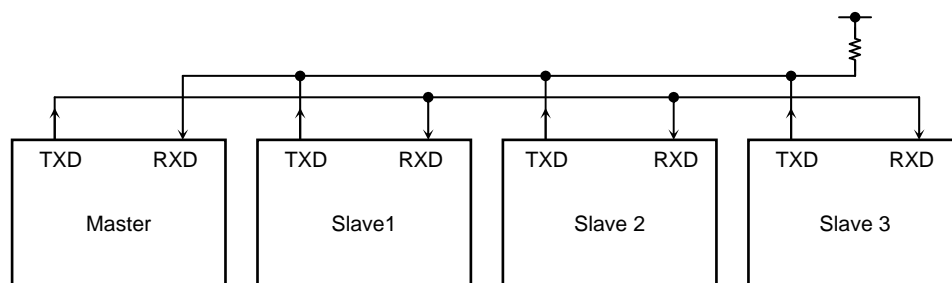 TXD RXD TXD RXD TXD RXD TXD RXD
Master Slave1 Slave 2 Slave 3